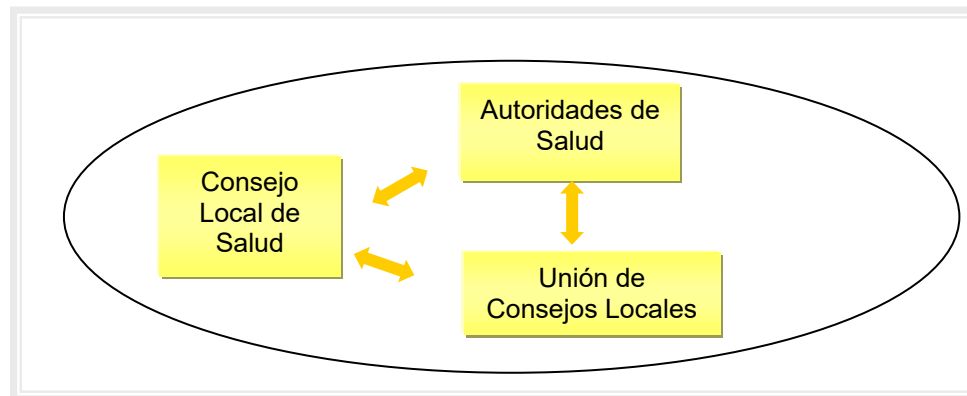 Autoridades de
Salud
Consejo
Local de
Salud
Unión de
Consejos Locales